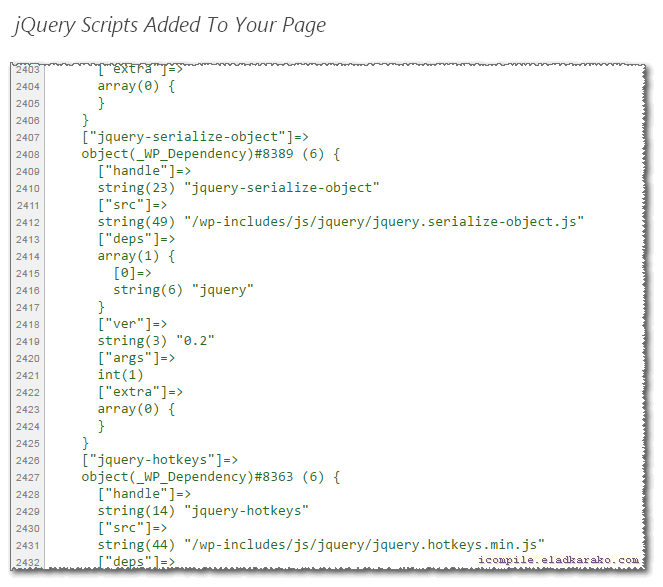 jQuery Scripts Added To Your Page
2403 ["extra"]=>
2404 array(0) {
2405 }
2406 }
2407 ["jquery-serialize-object"]=>
2408 object(_WP_Dependency)#8389 (6) {
2409 ["handle"]=>
2410 string(23) "jquery-serialize-object"
2411 ["src"]=>
2412 string(49) "/wp-includes/js/jquery/jquery.serialize-object.js"
2413 ["deps"]=>
2414 array(1) {
2415 [0]=>
2416 string(6) "jquery"
2417 }
2418 ["ver"]=>
2419 string(3) "0.2"
2420 ["args"]=>
2421 int(1)
2422 ["extra"]=>
2423 array(0) {
2424 }
2425 }
2426 ["jquery-hotkeys"]=>
2427 object(_WP_Dependency)#8363 (6) {
2428 ["handle"]=>
2429 string(14) "jquery-hotkeys"
2430 ["src"]=>
2431 string(44) "/wp-includes/js/jquery/jquery.hotkeys.min.js"
2432 ["deps"]=>
icompile.eladkarako.com